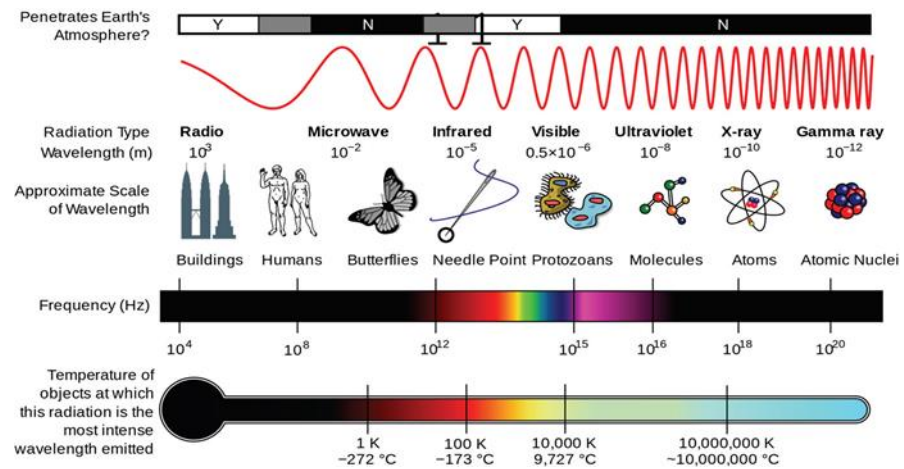 Penetrates Earth's
Atmosphere?
Y N Y N
Radiation Type
Radio Microwave Infrared Visible Ultraviolet X-ray Gamma ray
Wavelength (m)
10³ 10⁻² 10⁻⁵ 0.5×10⁻⁶ 10⁻⁸ 10⁻¹⁰ 10⁻¹²
Approximate Scale
of Wavelength
Buildings Humans Butterflies Needle Point Protozoans Molecules Atoms Atomic Nuclei
Frequency (Hz)
10⁴ 10⁸ 10¹² 10¹⁵ 10¹⁶ 10¹⁸ 10²⁰
Temperature of
objects at which
this radiation is the
most intense
wavelength emitted
1 K 100 K 10,000 K 10,000,000 K
−272 °C −173 °C 9,727 °C ~10,000,000 °C